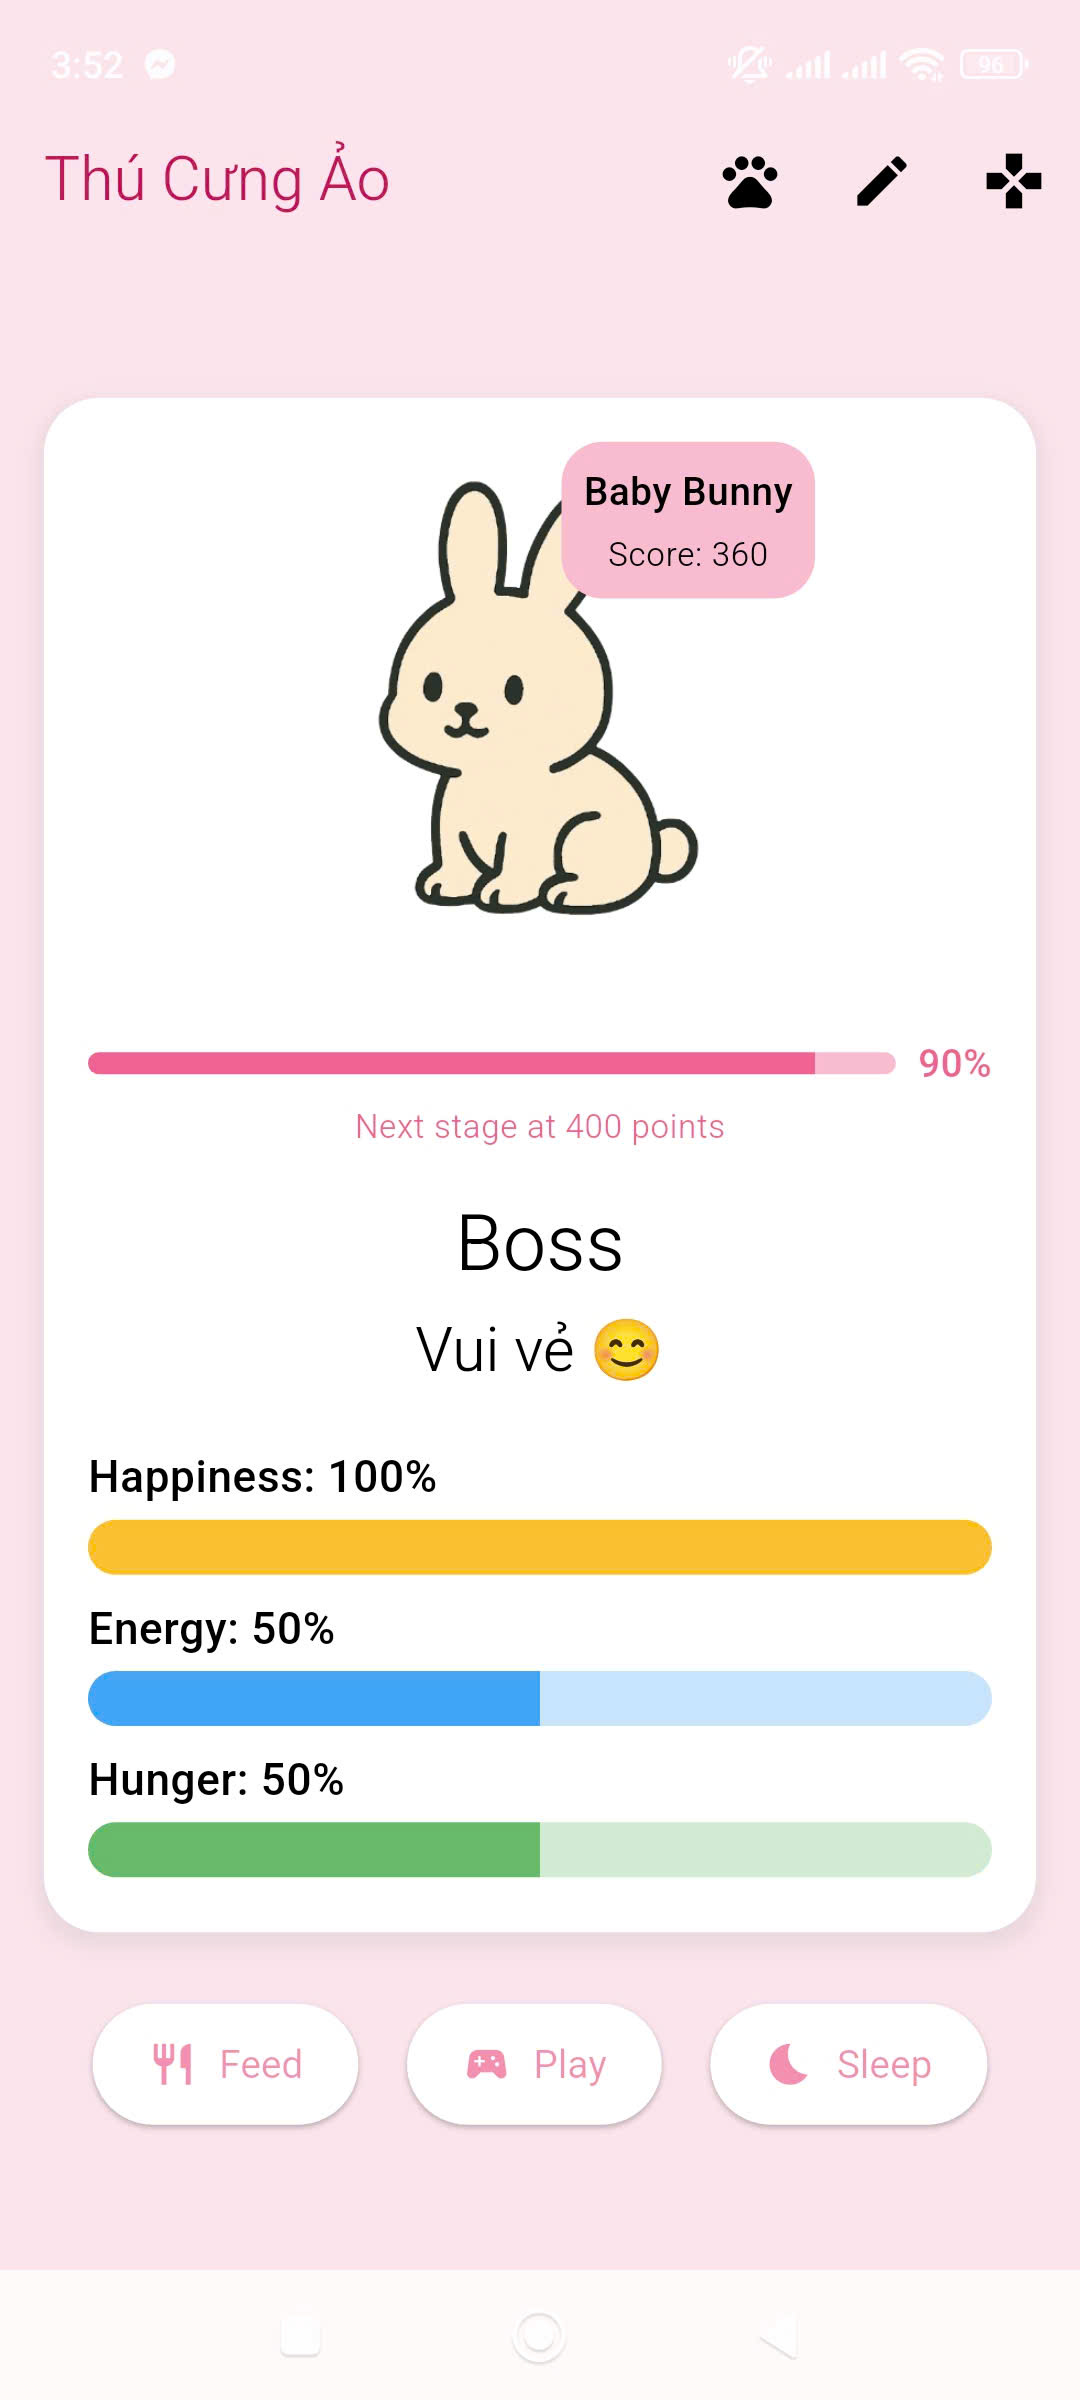 3:52
96
Thú Cưng Ảo
Baby Bunny
Score: 360
90%
Next stage at 400 points
Boss
Vui vẻ 😊
Happiness: 100%
Energy: 50%
Hunger: 50%
Feed
Play
Sleep